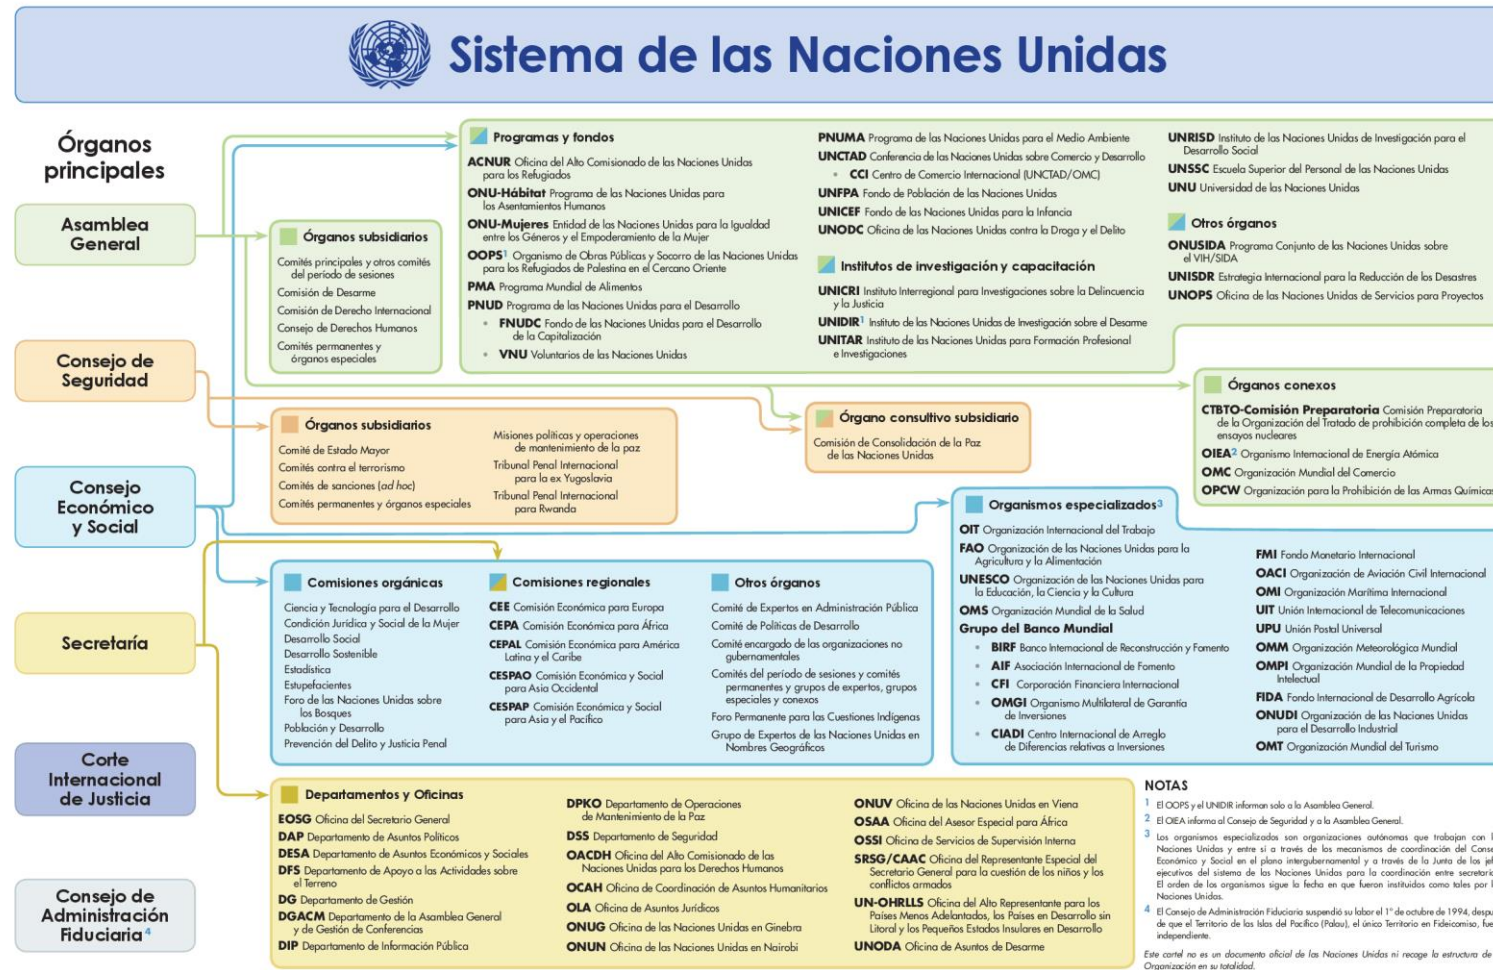 Sistema de las Naciones Unidas
Órganos
principales
Asamblea
General
Consejo de
Seguridad
Consejo
Económico
y Social
Secretaría
Corte
Internacional
de Justicia
Consejo de
Administración
Fiduciaria 4
Órganos subsidiarios
Comités principales y otros comités
del período de sesiones
Comisión de Desarme
Comisión de Derecho Internacional
Consejo de Derechos Humanos
Comités permanentes y
órganos especiales
Programas y fondos
ACNUR Oficina del Alto Comisionado de las Naciones Unidas
para los Refugiados
ONU-Hábitat Programa de las Naciones Unidas para
los Asentamientos Humanos
ONU-Mujeres Entidad de las Naciones Unidas para la Igualdad
entre los Géneros y el Empoderamiento de la Mujer
OOPS1 Organismo de Obras Públicas y Socorro de las Naciones Unidas
para los Refugiados de Palestina en el Cercano Oriente
PMA Programa Mundial de Alimentos
PNUD Programa de las Naciones Unidas para el Desarrollo
• FNUDC Fondo de las Naciones Unidas para el Desarrollo
de la Capitalización
• VNU Voluntarios de las Naciones Unidas
PNUMA Programa de las Naciones Unidas para el Medio Ambiente
UNCTAD Conferencia de las Naciones Unidas sobre Comercio y Desarrollo
• CCI Centro de Comercio Internacional (UNCTAD/OMC)
UNFPA Fondo de Población de las Naciones Unidas
UNICEF Fondo de las Naciones Unidas para la Infancia
UNODC Oficina de las Naciones Unidas contra la Droga y el Delito
Institutos de investigación y capacitación
UNICRI Instituto Interregional para Investigaciones sobre la Delincuencia
y la Justicia
UNIDIR1 Instituto de las Naciones Unidas de Investigación sobre el Desarme
UNITAR Instituto de las Naciones Unidas para Formación Profesional
e Investigaciones
UNRISD Instituto de las Naciones Unidas de Investigación para el
Desarrollo Social
UNSSC Escuela Superior del Personal de las Naciones Unidas
UNU Universidad de las Naciones Unidas
Otros órganos
ONUSIDA Programa Conjunto de las Naciones Unidas sobre
el VIH/SIDA
UNISDR Estrategia Internacional para la Reducción de los Desastres
UNOPS Oficina de las Naciones Unidas de Servicios para Proyectos
Órganos subsidiarios
Comité de Estado Mayor
Comités contra el terrorismo
Comités de sanciones (ad hoc)
Comités permanentes y órganos especiales
Misiones políticas y operaciones
de mantenimiento de la paz
Tribunal Penal Internacional
para la ex Yugoslavia
Tribunal Penal Internacional
para Rwanda
Órgano consultivo subsidiario
Comisión de Consolidación de la Paz
de las Naciones Unidas
Órganos conexos
CTBTO-Comisión Preparatoria Comisión Preparatoria
de la Organización del Tratado de prohibición completa de los
ensayos nucleares
OIEA2 Organismo Internacional de Energía Atómica
OMC Organización Mundial del Comercio
OPCW Organización para la Prohibición de las Armas Químicas
Comisiones orgánicas
Ciencia y Tecnología para el Desarrollo
Condición Jurídica y Social de la Mujer
Desarrollo Social
Desarrollo Sostenible
Estadística
Estupefacientes
Foro de las Naciones Unidas sobre
los Bosques
Población y Desarrollo
Prevención del Delito y Justicia Penal
Comisiones regionales
CEE Comisión Económica para Europa
CEPA Comisión Económica para África
CEPAL Comisión Económica para América
Latina y el Caribe
CESPAO Comisión Económica y Social
para Asia Occidental
CESPAP Comisión Económica y Social
para Asia y el Pacífico
Otros órganos
Comité de Expertos en Administración Pública
Comité de Políticas de Desarrollo
Comité encargado de las organizaciones no
gubernamentales
Comités del período de sesiones y comités
permanentes y grupos de expertos, grupos
especiales y conexos
Foro Permanente para las Cuestiones Indígenas
Grupo de Expertos de las Naciones Unidas en
Nombres Geográficos
Organismos especializados3
OIT Organización Internacional del Trabajo
FAO Organización de las Naciones Unidas para la
Agricultura y la Alimentación
UNESCO Organización de las Naciones Unidas para
la Educación, la Ciencia y la Cultura
OMS Organización Mundial de la Salud
Grupo del Banco Mundial
• BIRF Banco Internacional de Reconstrucción y Fomento
• AIF Asociación Internacional de Fomento
• CFI Corporación Financiera Internacional
• OMGI Organismo Multilateral de Garantía
de Inversiones
• CIADI Centro Internacional de Arreglo
de Diferencias relativas a Inversiones
FMI Fondo Monetario Internacional
OACI Organización de Aviación Civil Internacional
OMI Organización Marítima Internacional
UIT Unión Internacional de Telecomunicaciones
UPU Unión Postal Universal
OMM Organización Meteorológica Mundial
OMPI Organización Mundial de la Propiedad
Intelectual
FIDA Fondo Internacional de Desarrollo Agrícola
ONUDI Organización de las Naciones Unidas
para el Desarrollo Industrial
OMT Organización Mundial del Turismo
Departamentos y Oficinas
EOSG Oficina del Secretario General
DAP Departamento de Asuntos Políticos
DESA Departamento de Asuntos Económicos y Sociales
DFS Departamento de Apoyo a las Actividades sobre
el Terreno
DG Departamento de Gestión
DGACM Departamento de la Asamblea General
y de Gestión de Conferencias
DIP Departamento de Información Pública
DPKO Departamento de Operaciones
de Mantenimiento de la Paz
DSS Departamento de Seguridad
OACDH Oficina del Alto Comisionado de las
Naciones Unidas para los Derechos Humanos
OCAH Oficina de Coordinación de Asuntos Humanitarios
OLA Oficina de Asuntos Jurídicos
ONUG Oficina de las Naciones Unidas en Ginebra
ONUN Oficina de las Naciones Unidas en Nairobi
ONUV Oficina de las Naciones Unidas en Viena
OSAA Oficina del Asesor Especial para África
OSSI Oficina de Servicios de Supervisión Interna
SRSG/CAAC Oficina del Representante Especial del
Secretario General para la cuestión de los niños y los
conflictos armados
UN-OHRLLS Oficina del Alto Representante para los
Países Menos Adelantados, los Países en Desarrollo sin
Litoral y los Pequeños Estados Insulares en Desarrollo
UNODA Oficina de Asuntos de Desarme
NOTAS
1 El OOPS y el UNIDIR informan solo a la Asamblea General.
2 El OIEA informa al Consejo de Seguridad y a la Asamblea General.
3 Los organismos especializados son organizaciones autónomas que trabajan con
Naciones Unidas y entre sí a través de los mecanismos de coordinación del
Económico y Social en el plano intergubernamental y a través de la Junta de los
ejecutivos del sistema de las Naciones Unidas para la coordinación entre
El orden de los organismos sigue la fecha en que fueron instituidos como tales por
Naciones Unidas.
4 El Consejo de Administración Fiduciaria suspendió su labor el 1º de octubre de 1994,
de que el Territorio de las Islas del Pacífico (Palau), el único Territorio en Fideicomiso,
independiente.
Este cartel no es un documento oficial de las Naciones Unidas ni recoge la estructura de
Organización en su totalidad.